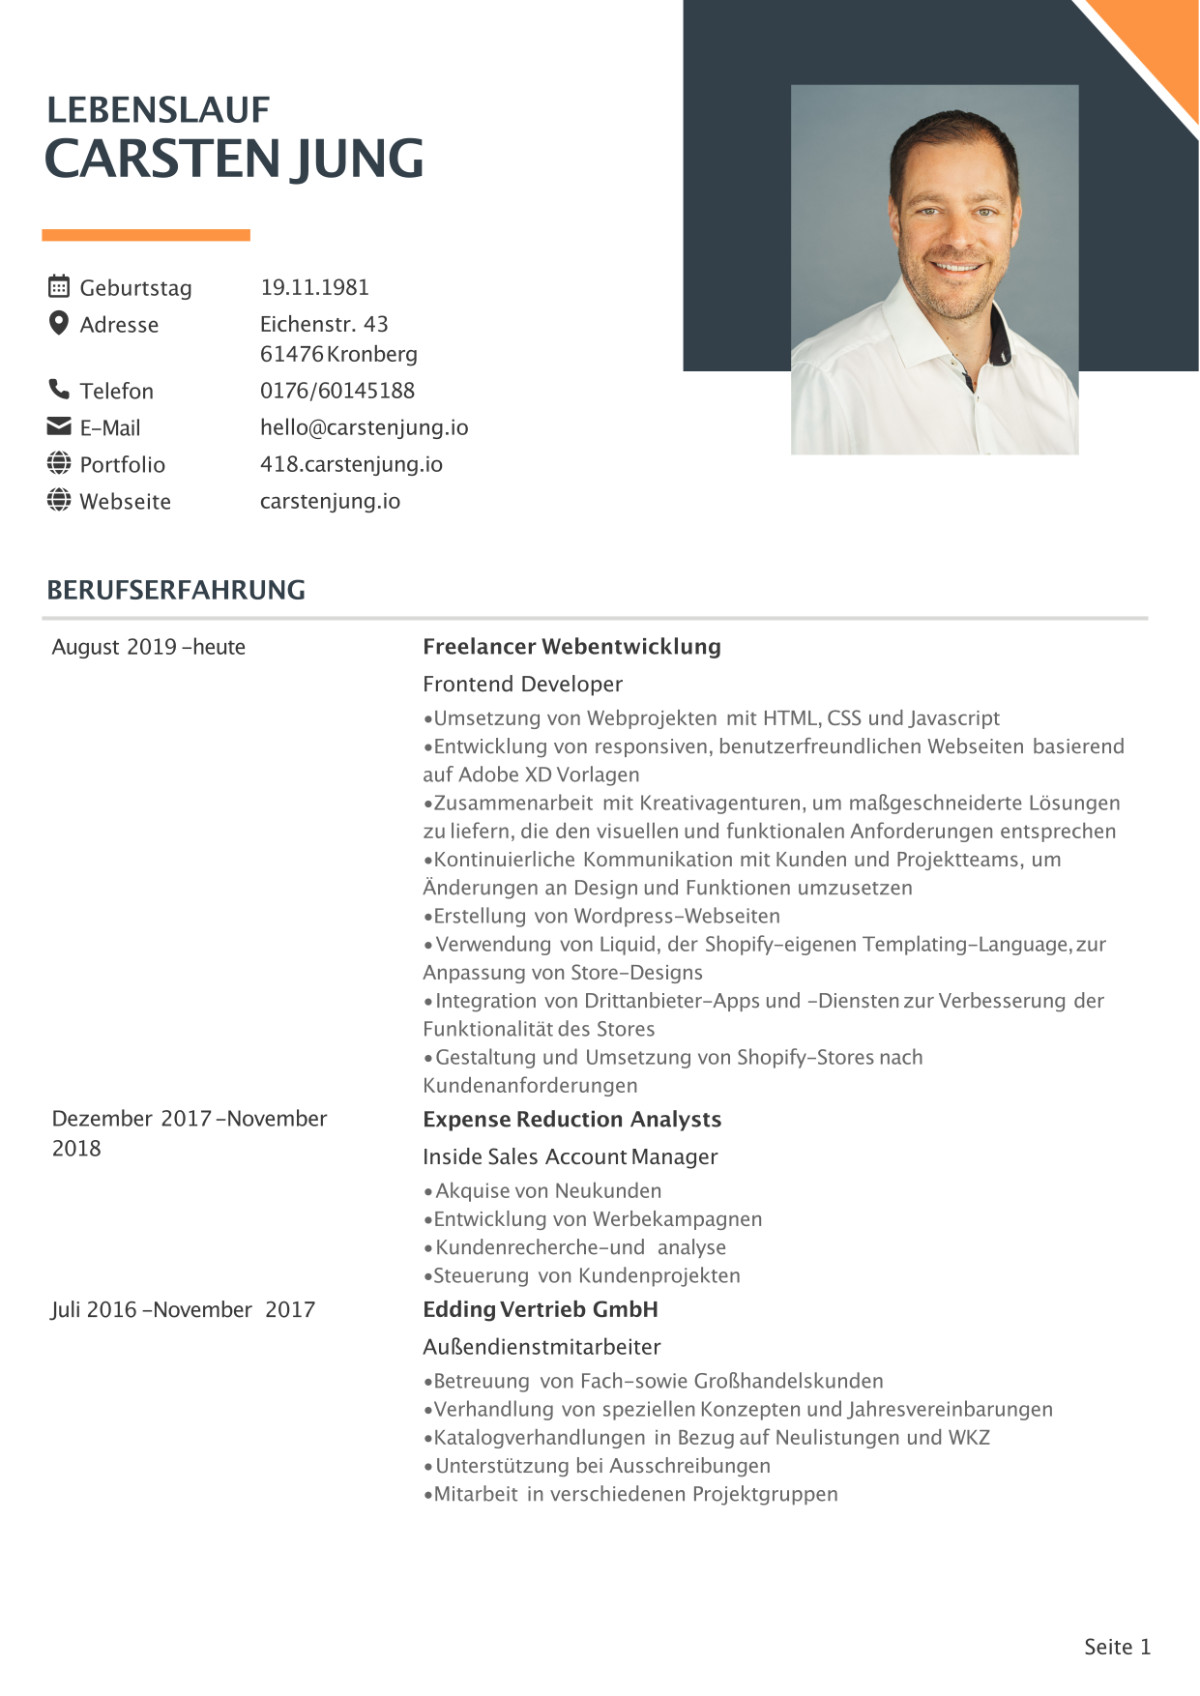 LEBENSLAUF
CARSTEN JUNG
Geburtstag 19.11.1981
Adresse Eichenstr. 43
61476 Kronberg
Telefon 0176/60145188
E-Mail hello@carstenjung.io
Portfolio 418.carstenjung.io
Webseite carstenjung.io
BERUFSERFAHRUNG
August 2019 -heute
Freelancer Webentwicklung
Frontend Developer
•Umsetzung von Webprojekten mit HTML, CSS und Javascript
•Entwicklung von responsiven, benutzerfreundlichen Webseiten basierend
auf Adobe XD Vorlagen
•Zusammenarbeit mit Kreativagenturen, um maßgeschneiderte Lösungen
zu liefern, die den visuellen und funktionalen Anforderungen entsprechen
•Kontinuierliche Kommunikation mit Kunden und Projektteams, um
Änderungen an Design und Funktionen umzusetzen
•Erstellung von Wordpress-Webseiten
•Verwendung von Liquid, der Shopify-eigenen Templating-Language, zur
Anpassung von Store-Designs
•Integration von Drittanbieter-Apps und -Diensten zur Verbesserung der
Funktionalität des Stores
•Gestaltung und Umsetzung von Shopify-Stores nach
Kundenanforderungen
Dezember 2017 -November
2018
Expense Reduction Analysts
Inside Sales Account Manager
•Akquise von Neukunden
•Entwicklung von Werbekampagnen
•Kundenrecherche-und analyse
•Steuerung von Kundenprojekten
Juli 2016 -November 2017
Edding Vertrieb GmbH
Außendienstmitarbeiter
•Betreuung von Fach-sowie Großhandelskunden
•Verhandlung von speziellen Konzepten und Jahresvereinbarungen
•Katalogverhandlungen in Bezug auf Neulistungen und WKZ
•Unterstützung bei Ausschreibungen
•Mitarbeit in verschiedenen Projektgruppen
Seite 1